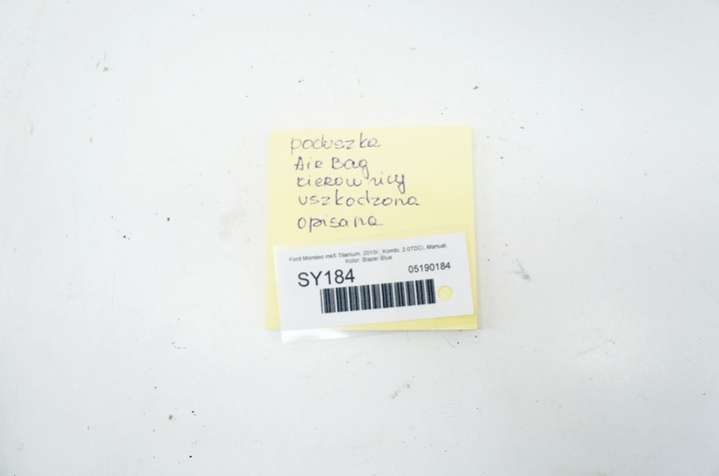 poduszka
Air Bag
kierownicy
uszkodzona
opisana
Ford Mondeo mk5 Titanium, 2015r., Kombi, 2.0TDCi, Manual,
Kolor: Blazer Blue
SY184
05190184